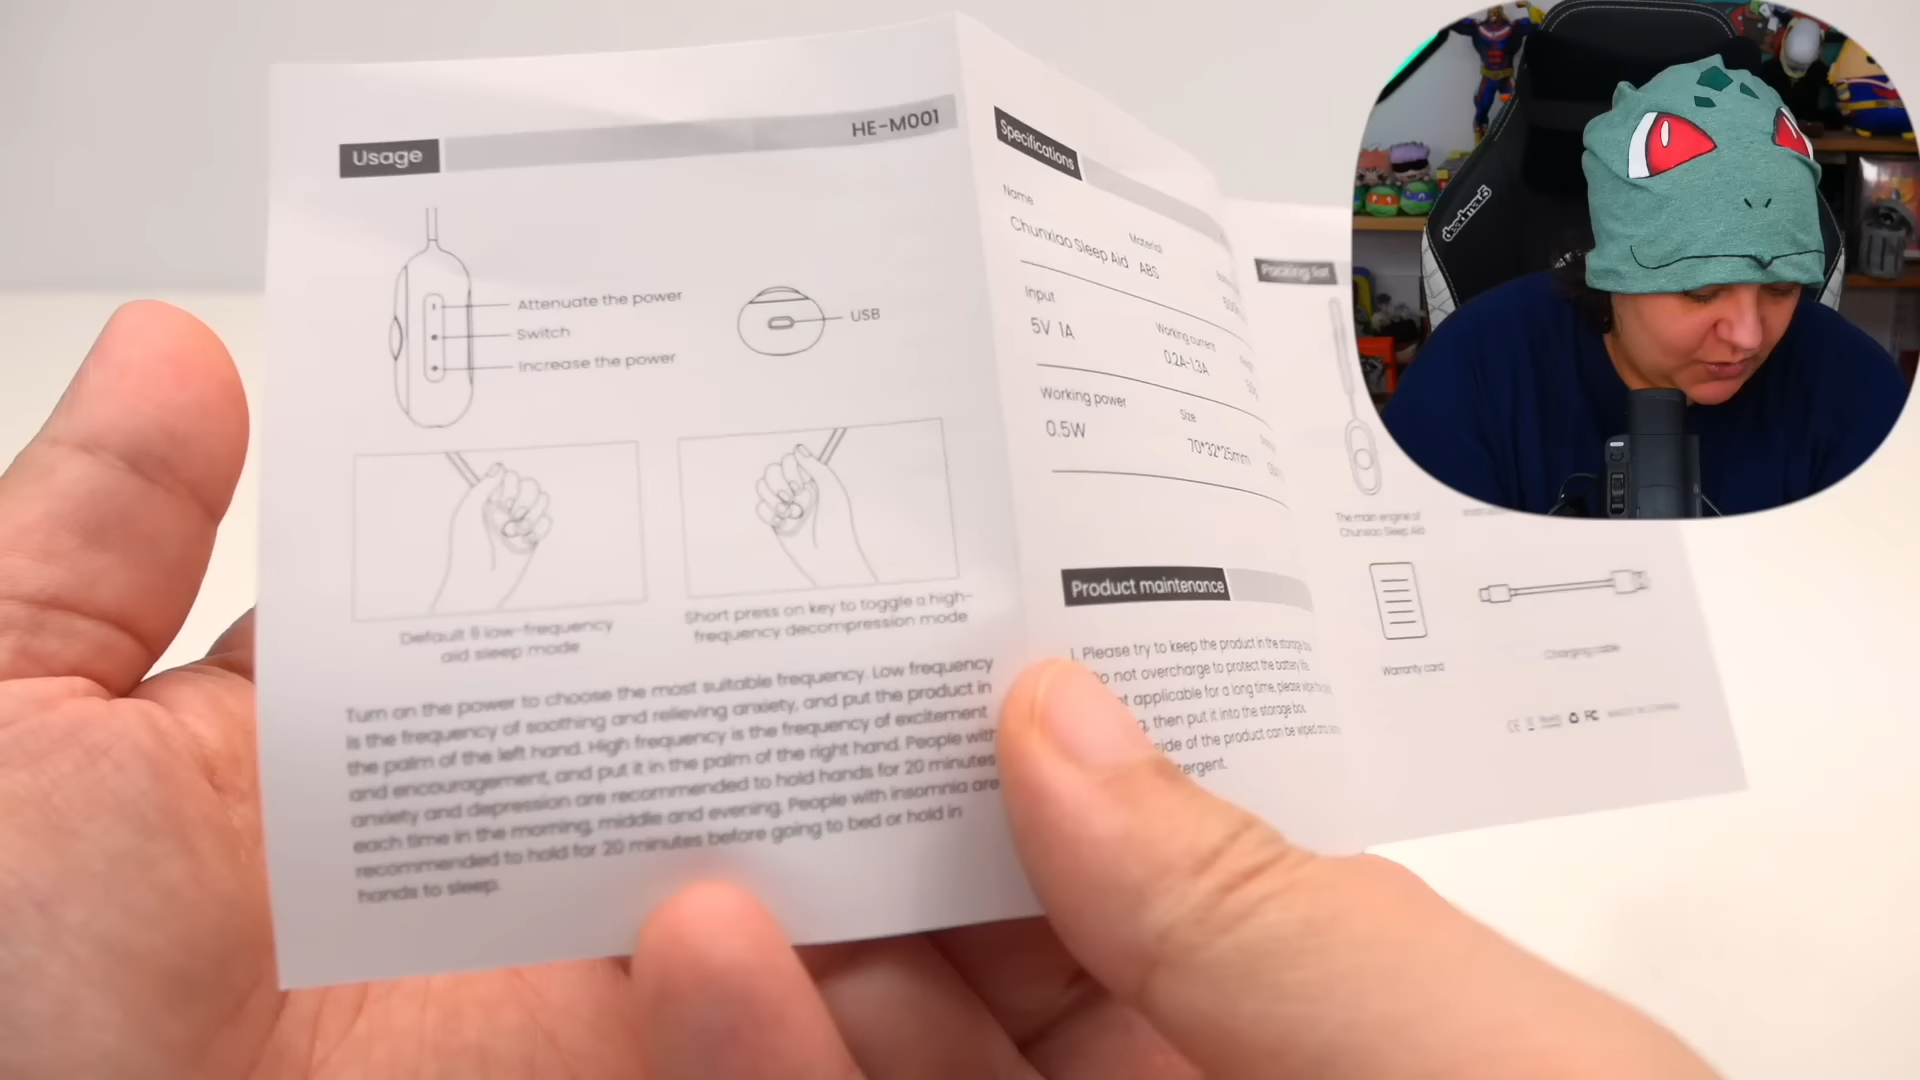 Usage
HE-M001
Attenuate the power
Switch
Increase the power
USB
Default 8 low-frequency
aid sleep mode
Short press on key to toggle a high-
frequency decompression mode
Turn on the power to choose the most suitable frequency. Low frequency
is the frequency of soothing and relieving anxiety, and put the product in
the palm of the left hand. High frequency is the frequency of excitement
and encouragement, and put it in the palm of the right hand. People with
anxiety and depression are recommended to hold hands for 20 minutes
each time in the morning, middle and evening. People with insomnia are
recommended to hold for 20 minutes before going to bed or hold in
hands to sleep.
Specifications
Name
Chunxiao Sleep Aid
Material
ABS
Input
5V 1A
Working current
0.2A-1.3A
Working power
0.5W
Size
70*32*25mm
Product maintenance
1. Please try to keep the product in the storage
not overcharge to protect the battery life.
applicable for a long time, please wipe
then put it into the storage box.
side of the product can be wiped
tergent.
Packing list
The main engine of
Chunxiao Sleep Aid
Warranty card
Charging cable
CE
FC
deadmau5